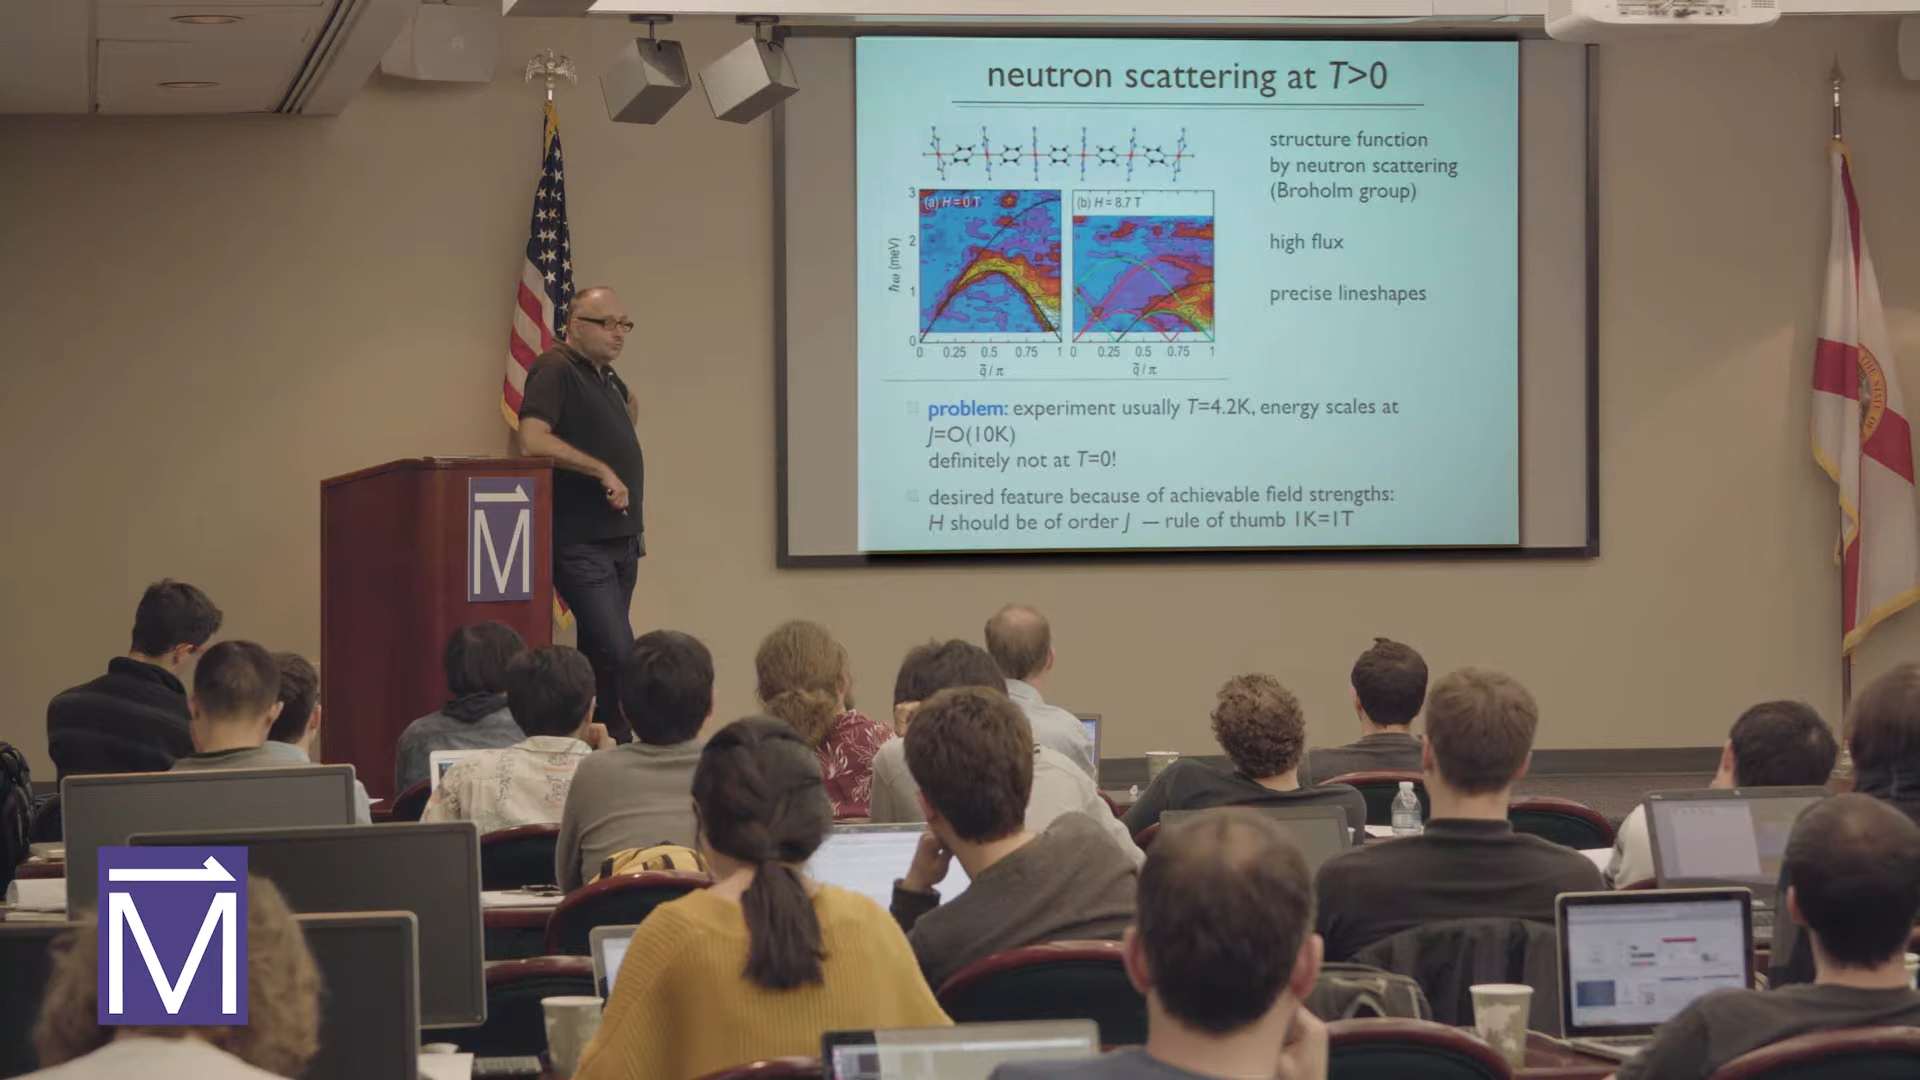 neutron scattering at T>0
structure function
by neutron scattering
(Broholm group)
high flux
precise lineshapes
(a) H = 0 T
(b) H = 8.7 T
ħω (meV)
3
2
1
0
0 0.25 0.5 0.75 1
0 0.25 0.5 0.75 1
q̃ / π
q̃ / π
problem: experiment usually T=4.2K, energy scales at
J=O(10K)
definitely not at T=0!
desired feature because of achievable field strengths:
H should be of order J — rule of thumb 1K=1T
M
M